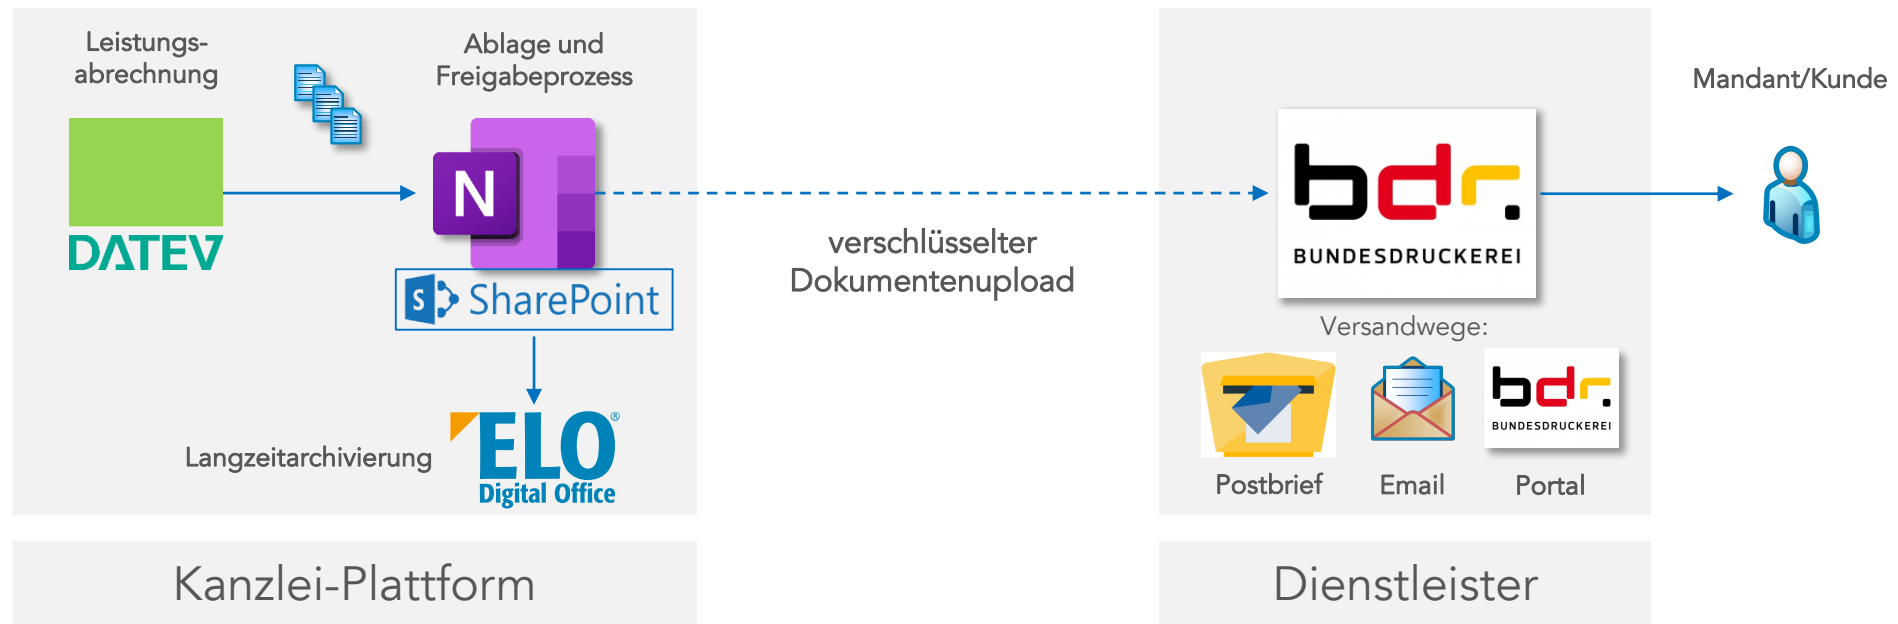 Leistungs-
abrechnung
Ablage und
Freigabeprozess
DATEV
N
S SharePoint
Langzeitarchivierung
ELO®
Digital Office
Kanzlei-Plattform
verschlüsselter
Dokumentenupload
bdr.
BUNDESDRUCKEREI
Versandwege:
bdr.
BUNDESDRUCKEREI
Postbrief
Email
Portal
Dienstleister
Mandant/Kunde